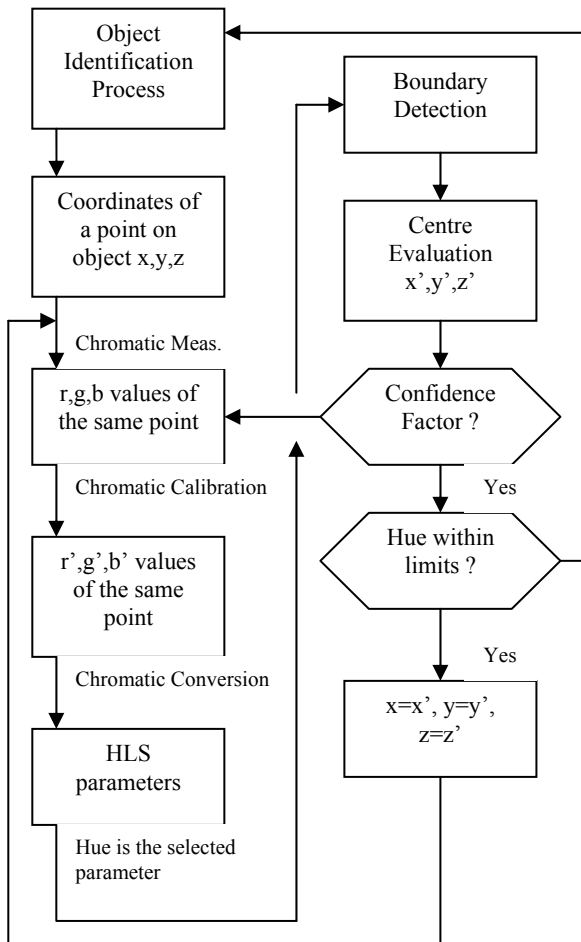 Object
Identification
Process
Coordinates of
a point on
object x,y,z
Chromatic Meas.
r,g,b values of
the same point
Chromatic Calibration
r’,g’,b’ values
of the same
point
Chromatic Conversion
HLS
parameters
Hue is the selected
parameter
Boundary
Detection
Centre
Evaluation
x’,y’,z’
Confidence
Factor ?
Yes
Hue within
limits ?
Yes
x=x’, y=y’,
z=z’